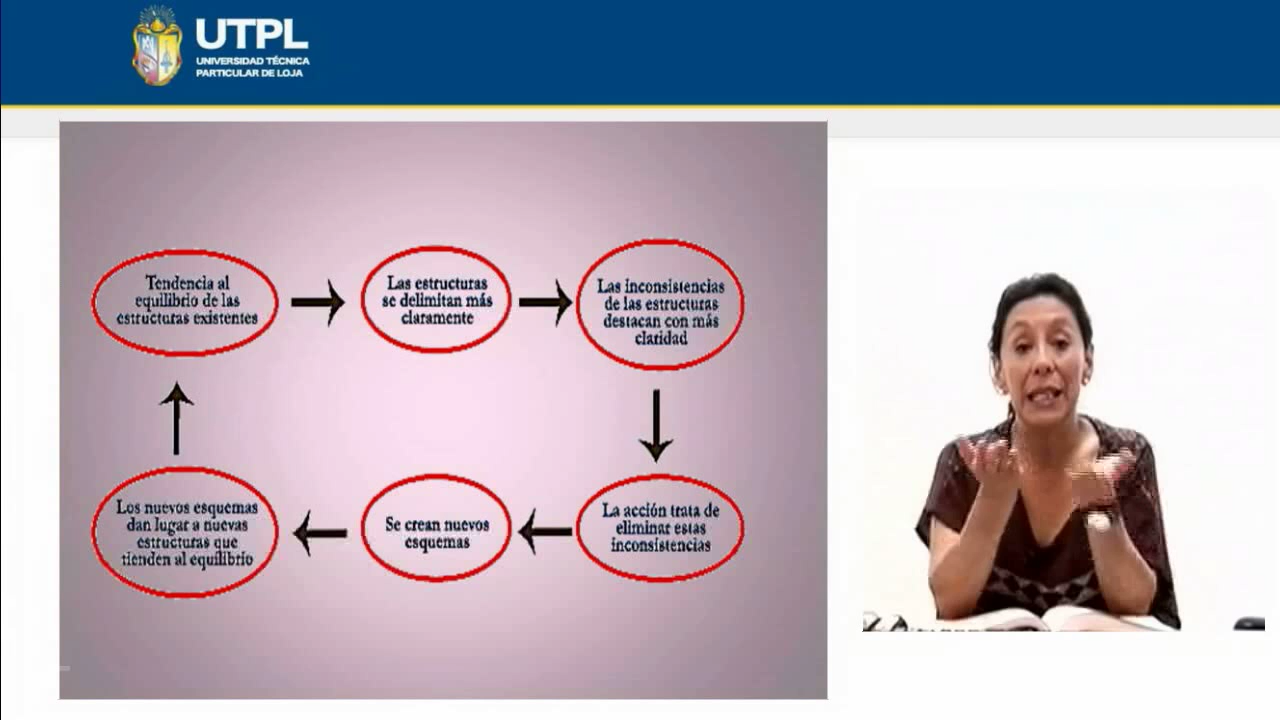 UTPL
UNIVERSIDAD TÉCNICA
PARTICULAR DE LOJA
Tendencia al
equilibrio de las
estructuras existentes
Las estructuras
se delimitan más
claramente
Las inconsistencias
de las estructuras
destacan con más
claridad
La acción trata de
eliminar estas
inconsistencias
Se crean nuevos
esquemas
Los nuevos esquemas
dan lugar a nuevas
estructuras que
tienden al equilibrio